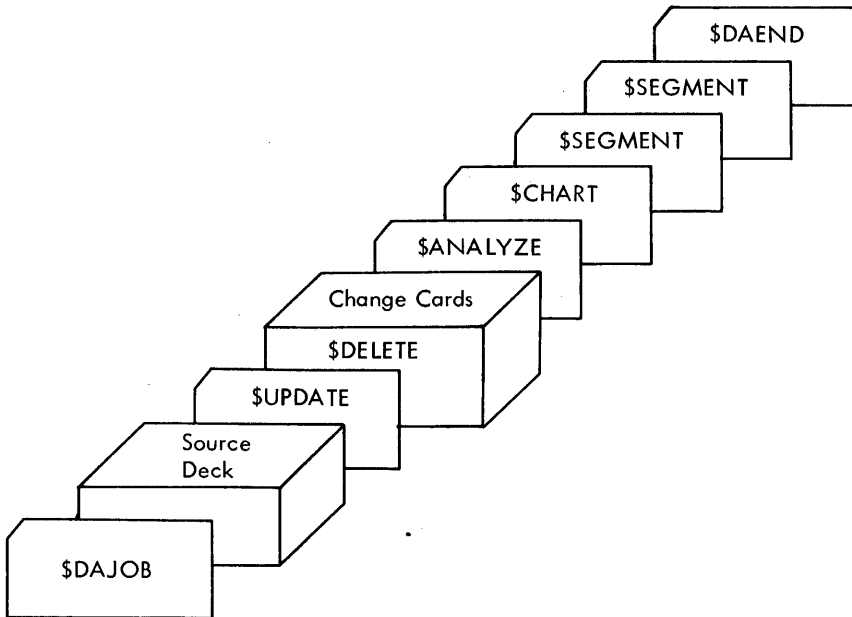 $DAEND
$SEGMENT
$SEGMENT
$CHART
$ANALYZE
Change Cards
$DELETE
$UPDATE
Source
Deck
$DAJOB